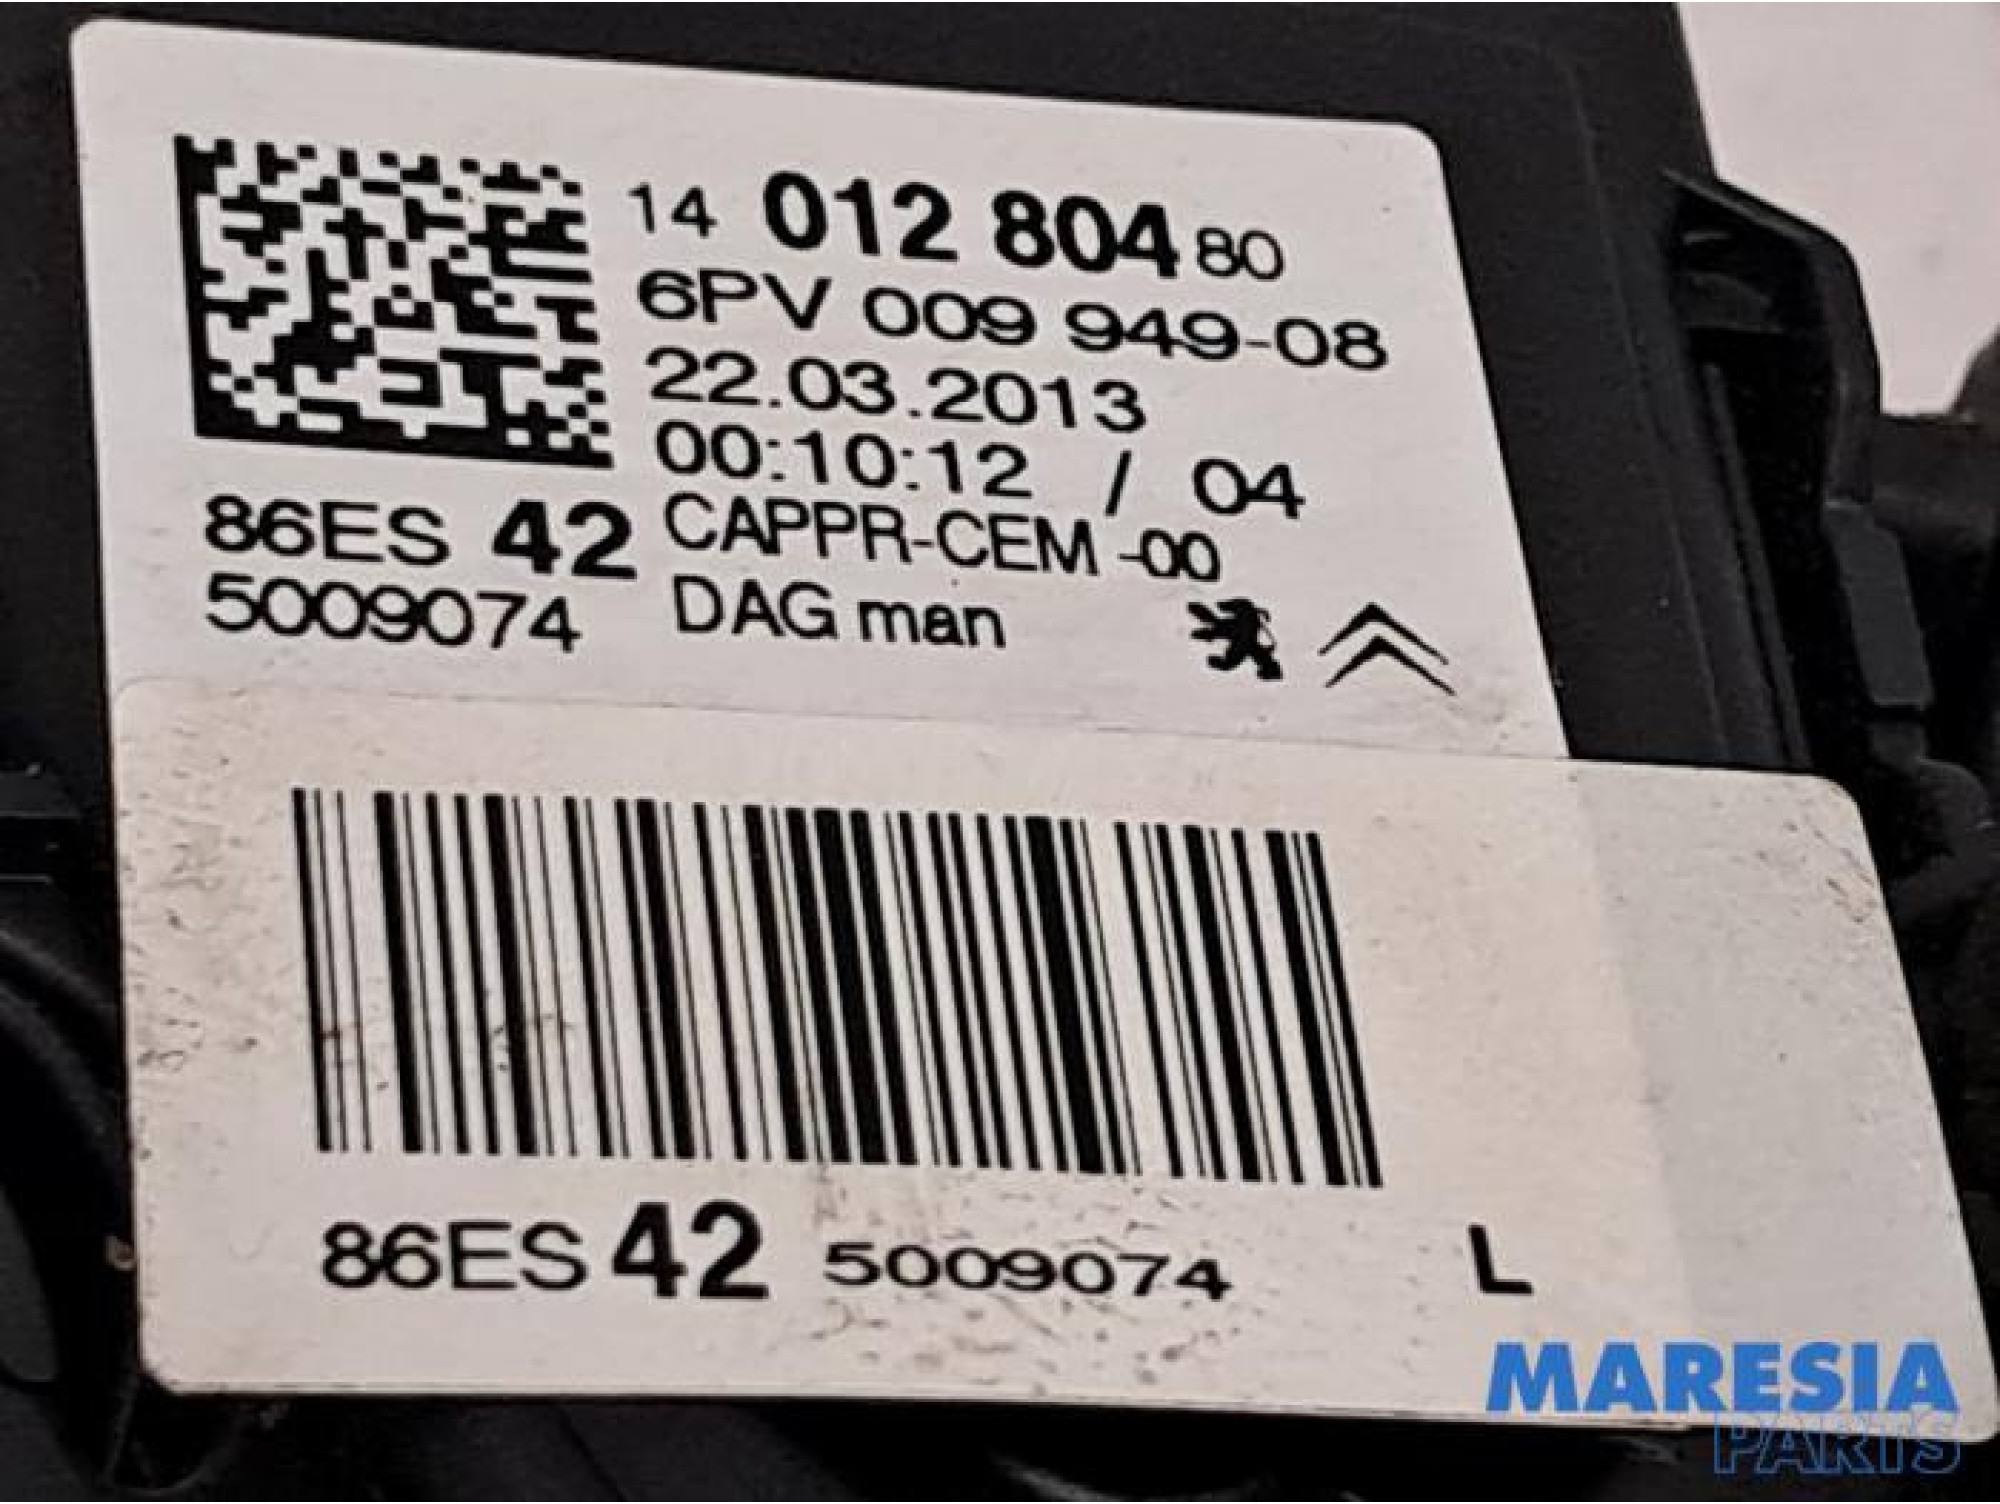 14 012 804 80
6PV 009 949-08
22.03.2013
00:10:12 / 04
86ES 42 CAPPR-CEM -00
5009074 DAG man
86ES 42 5009074 L
MARESIA
PARTS